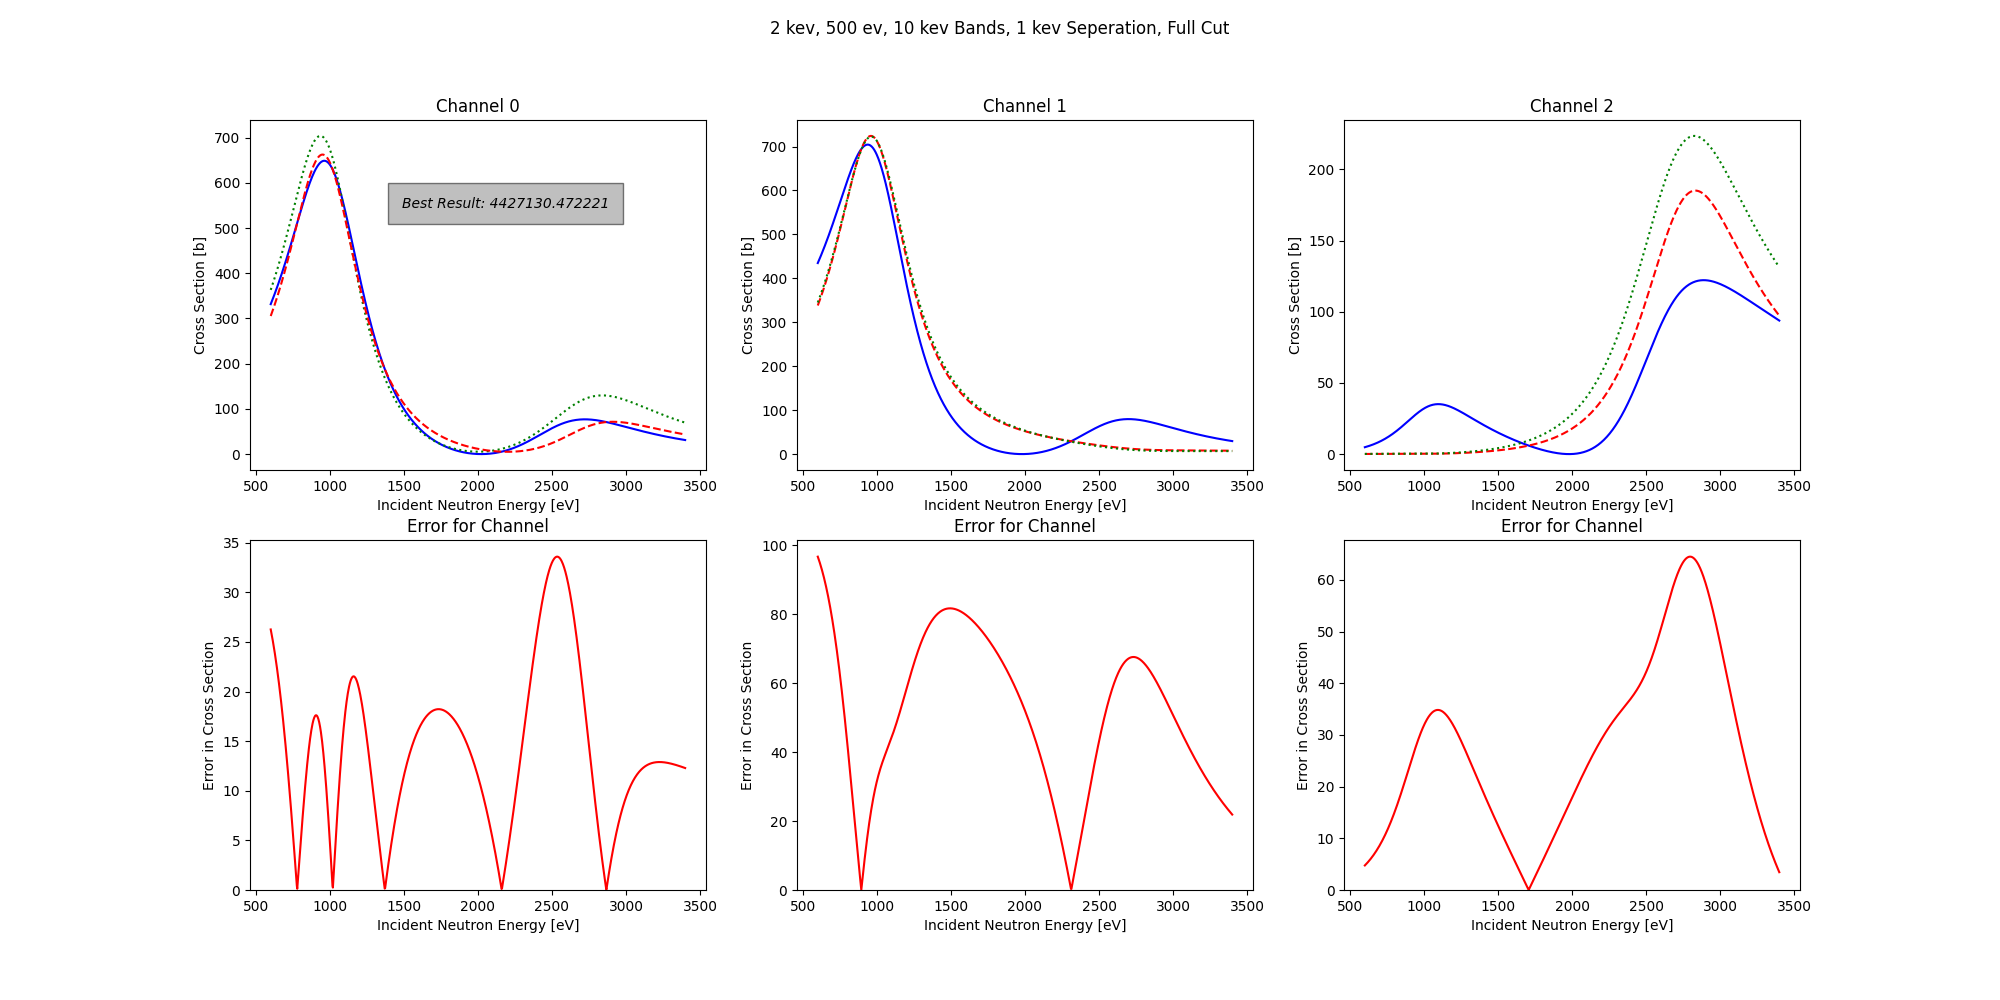 2 kev, 500 ev, 10 kev Bands, 1 kev Seperation, Full Cut
Channel 0
700
600
500
400
300
200
100
0
Cross Section [b]
Best Result: 4427130.472221
500 1000 1500 2000 2500 3000 3500
Incident Neutron Energy [eV]
Channel 1
700
600
500
400
300
200
100
0
Cross Section [b]
500 1000 1500 2000 2500 3000 3500
Incident Neutron Energy [eV]
Channel 2
200
150
100
50
0
Cross Section [b]
500 1000 1500 2000 2500 3000 3500
Incident Neutron Energy [eV]
Error for Channel
35
30
25
20
15
10
5
0
Error in Cross Section
500 1000 1500 2000 2500 3000 3500
Incident Neutron Energy [eV]
Error for Channel
100
80
60
40
20
0
Error in Cross Section
500 1000 1500 2000 2500 3000 3500
Incident Neutron Energy [eV]
Error for Channel
60
50
40
30
20
10
0
Error in Cross Section
500 1000 1500 2000 2500 3000 3500
Incident Neutron Energy [eV]